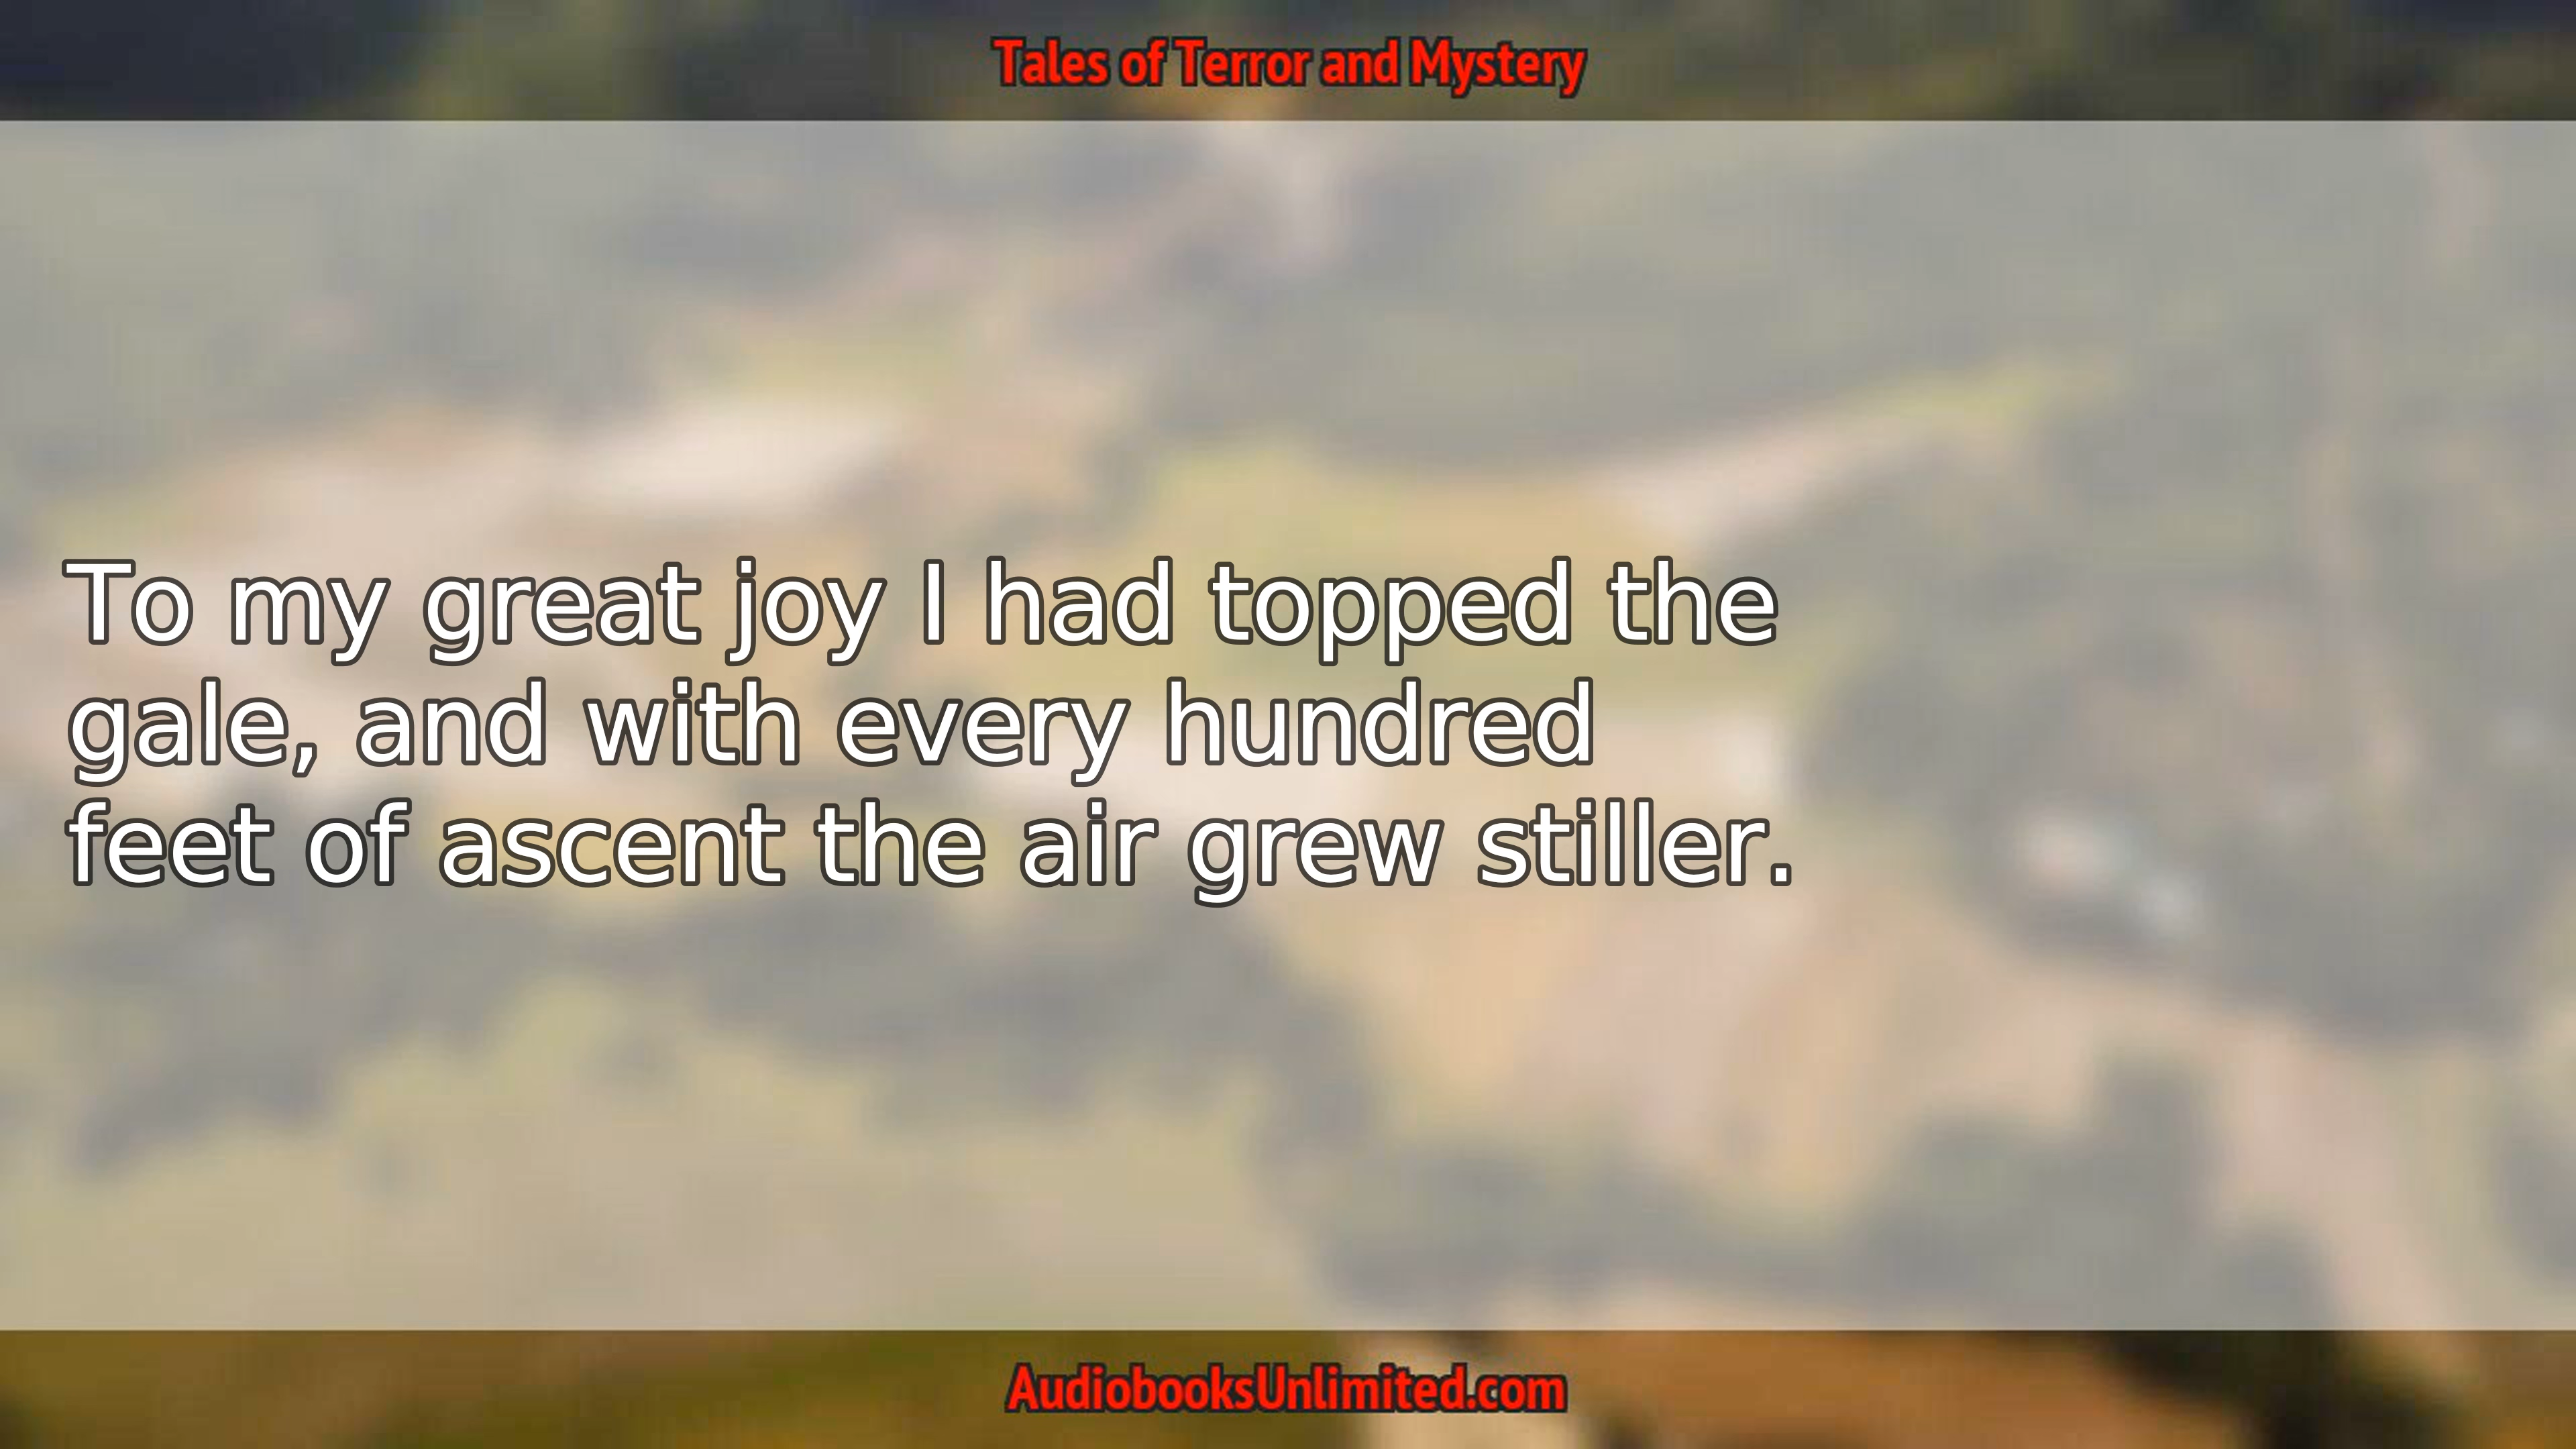 Tales of Terror and Mystery
To my great joy I had topped the
gale, and with every hundred
feet of ascent the air grew stiller.
AudiobooksUnlimited.com